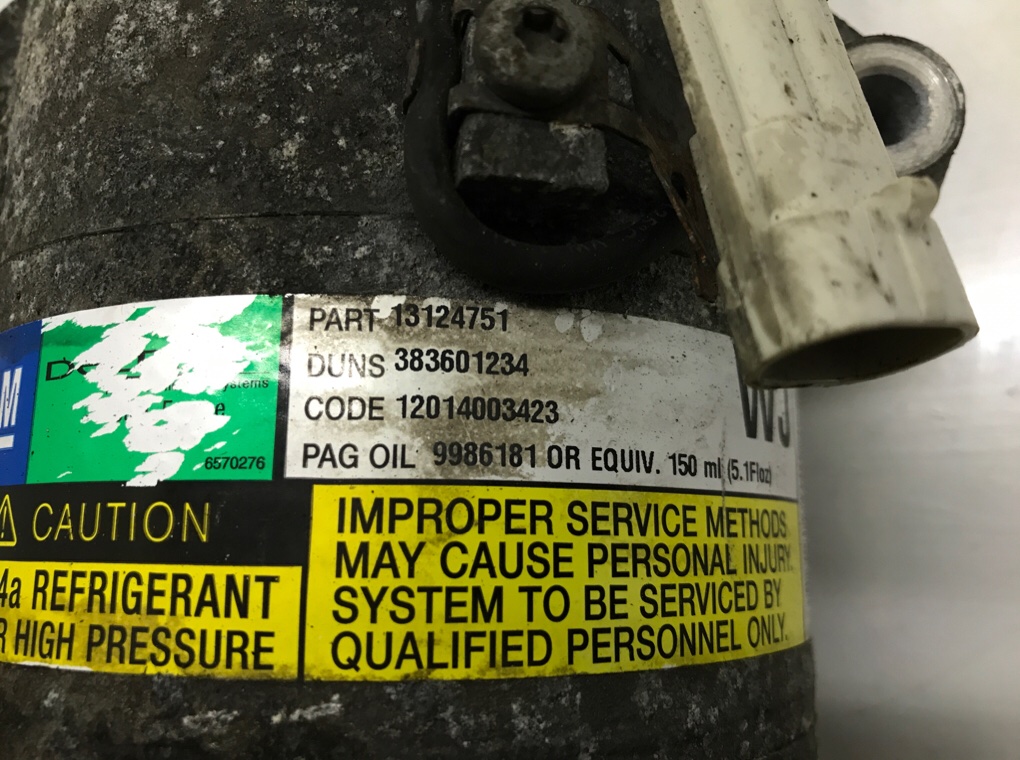 PART 13124751
DUNS 383601234
CODE 12014003423
PAG OIL 9986181 OR EQUIV. 150 ml (5.1Floz)
6570276
CAUTION
4a REFRIGERANT
HIGH PRESSURE
IMPROPER SERVICE METHODS
MAY CAUSE PERSONAL INJURY.
SYSTEM TO BE SERVICED BY
QUALIFIED PERSONNEL ONLY.